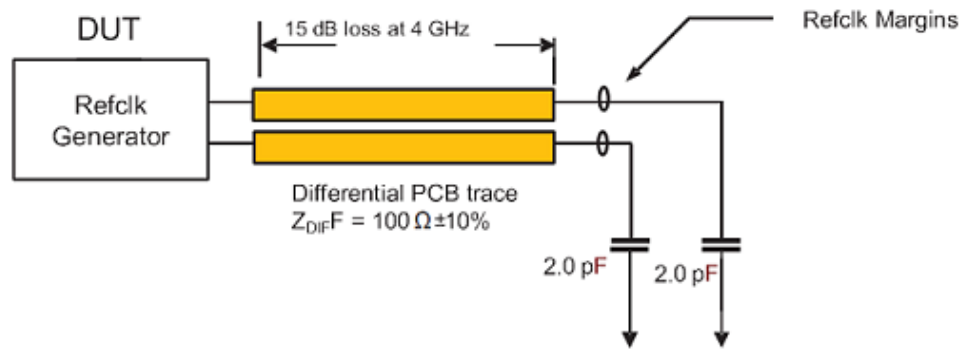 DUT
Refclk
Generator
15 dB loss at 4 GHz
Refclk Margins
Differential PCB trace
ZDIFF = 100 Ω±10%
2.0 pF
2.0 pF